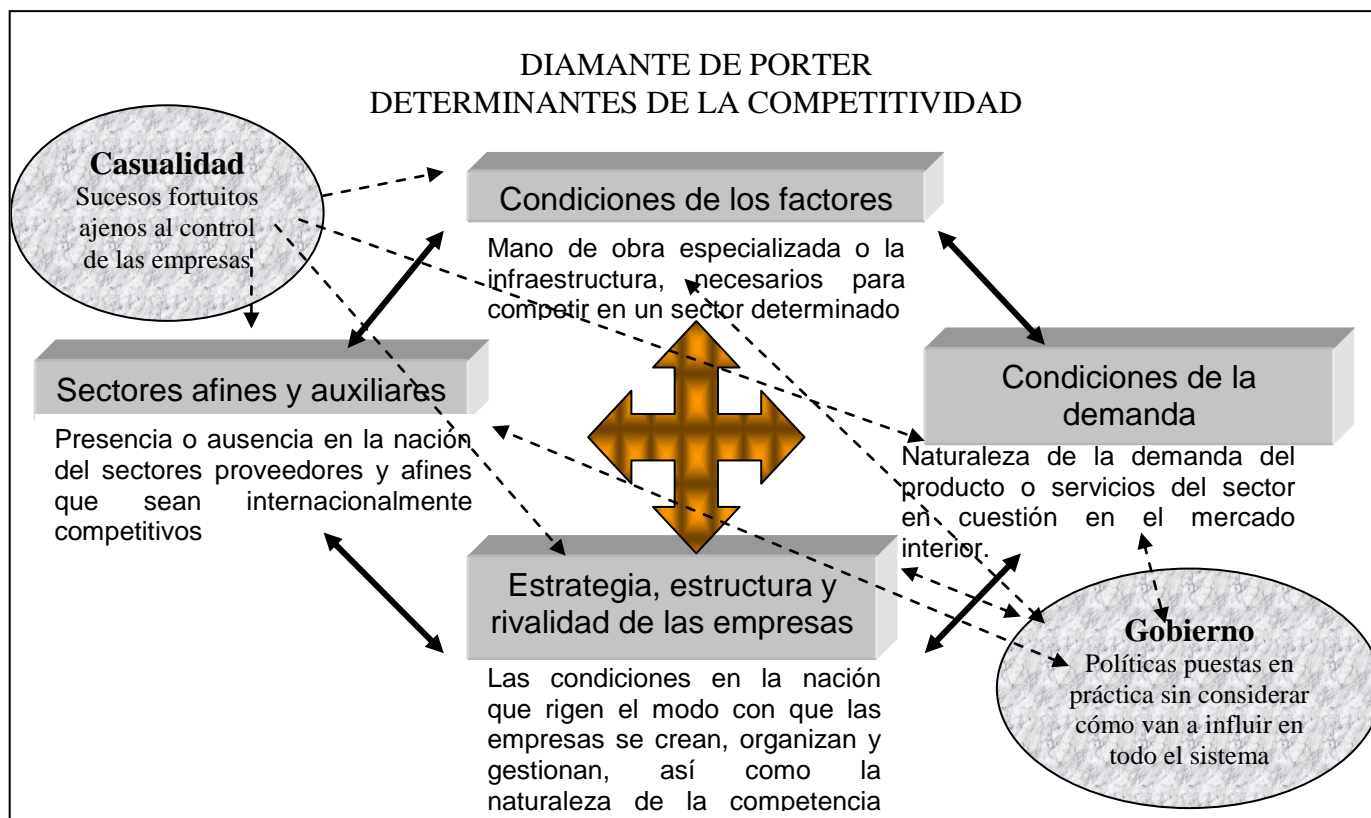 DIAMANTE DE PORTER
DETERMINANTES DE LA COMPETITIVIDAD
Casualidad
Sucesos fortuitos
ajenos al control
de las empresas
Condiciones de los factores
Mano de obra especializada o la
infraestructura, necesarios para
competir en un sector determinado
Sectores afines y auxiliares
Presencia o ausencia en la nación
del sectores proveedores y afines
que sean internacionalmente
competitivos
Condiciones de la
demanda
Naturaleza de la demanda del
producto o servicios del sector
en cuestión en el mercado
interior.
Estrategia, estructura y
rivalidad de las empresas
Las condiciones en la nación
que rigen el modo con que las
empresas se crean, organizan y
gestionan, así como la
naturaleza de la competencia
Gobierno
Políticas puestas en
práctica sin considerar
cómo van a influir en
todo el sistema